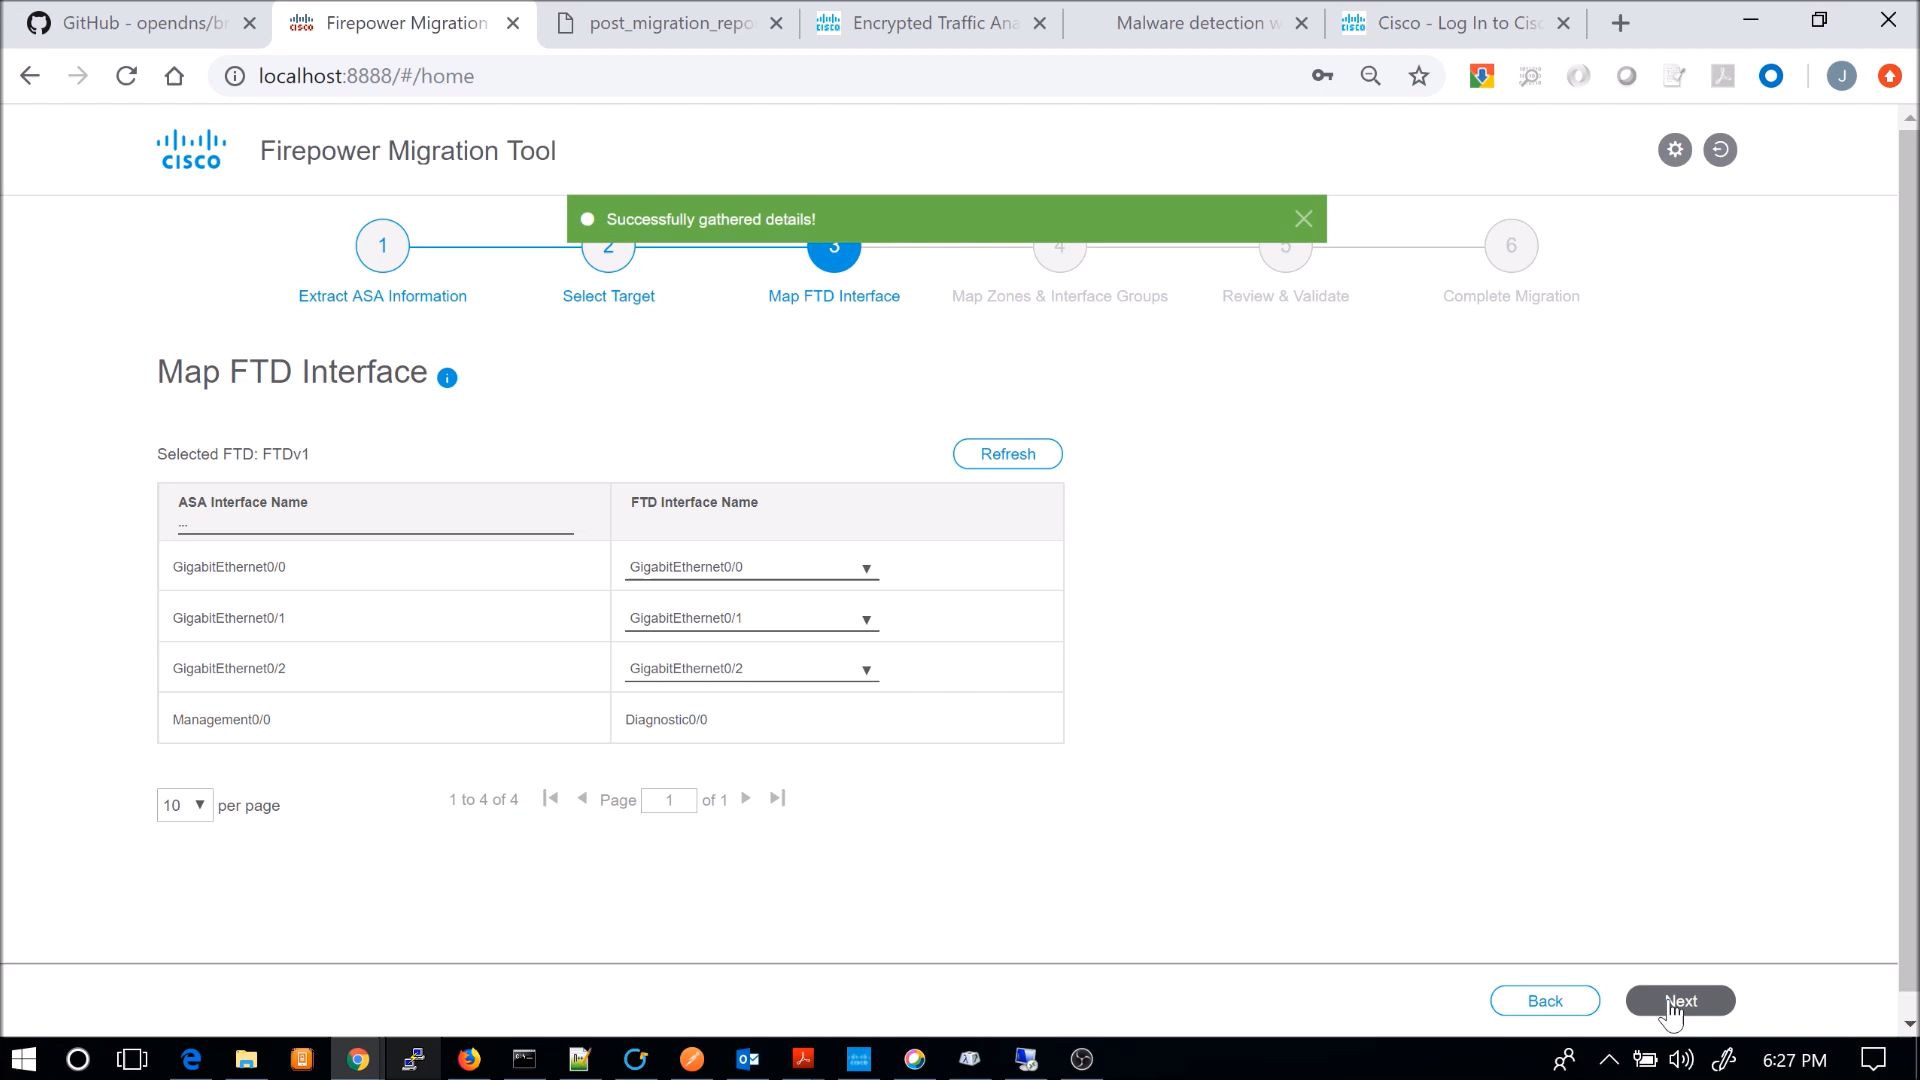 GitHub - opendns/br
Firepower Migration
post_migration_repo
Encrypted Traffic Ana
Malware detection w
Cisco - Log In to Cisc
localhost:8888/#/home
J
CISCO
Firepower Migration Tool
Successfully gathered details!
1
2
3
4
5
6
Extract ASA Information
Select Target
Map FTD Interface
Map Zones & Interface Groups
Review & Validate
Complete Migration
Map FTD Interface
i
Selected FTD: FTDv1
Refresh
ASA Interface Name
FTD Interface Name
...
GigabitEthernet0/0
GigabitEthernet0/0
GigabitEthernet0/1
GigabitEthernet0/1
GigabitEthernet0/2
GigabitEthernet0/2
Management0/0
Diagnostic0/0
10 per page
1 to 4 of 4
Page 1 of 1
Back
Next
6:27 PM